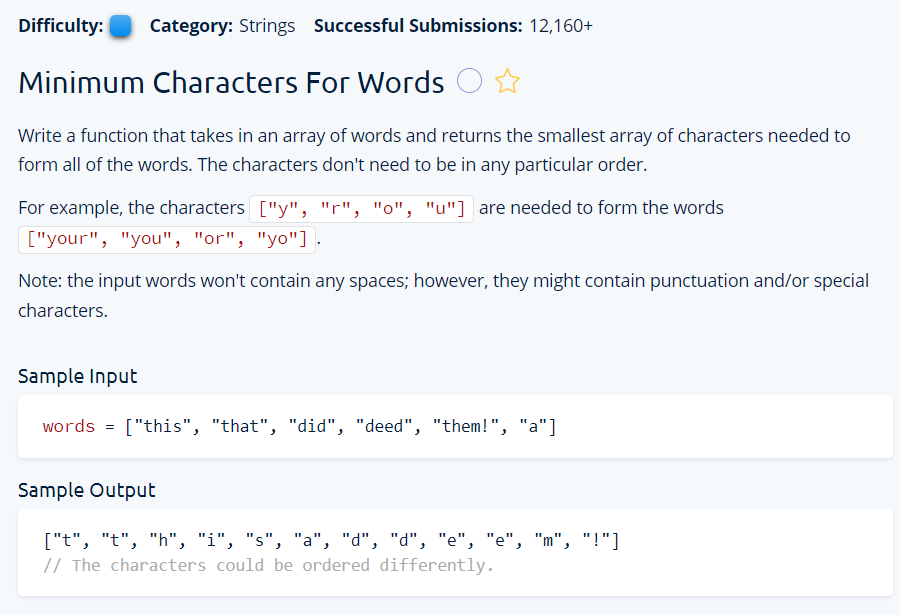 Difficulty: Category: Strings Successful Submissions: 12,160+
Minimum Characters For Words
Write a function that takes in an array of words and returns the smallest array of characters needed to
form all of the words. The characters don't need to be in any particular order.
For example, the characters ["y", "r", "o", "u"] are needed to form the words
["your", "you", "or", "yo"].
Note: the input words won't contain any spaces; however, they might contain punctuation and/or special
characters.
Sample Input
words = ["this", "that", "did", "deed", "them!", "a"]
Sample Output
["t", "t", "h", "i", "s", "a", "d", "d", "e", "e", "m", "!"]
// The characters could be ordered differently.